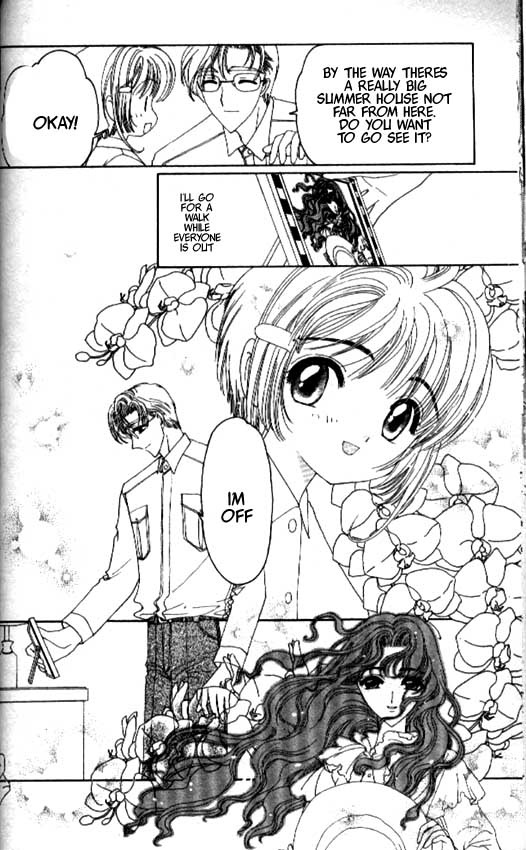 BY THE WAY THERES
A REALLY BIG
SUMMER HOUSE NOT
FAR FROM HERE.
DO YOU WANT
TO GO SEE IT?
OKAY!
I'LL GO
FOR A
WALK
WHILE
EVERYONE
IS OUT
IM
OFF